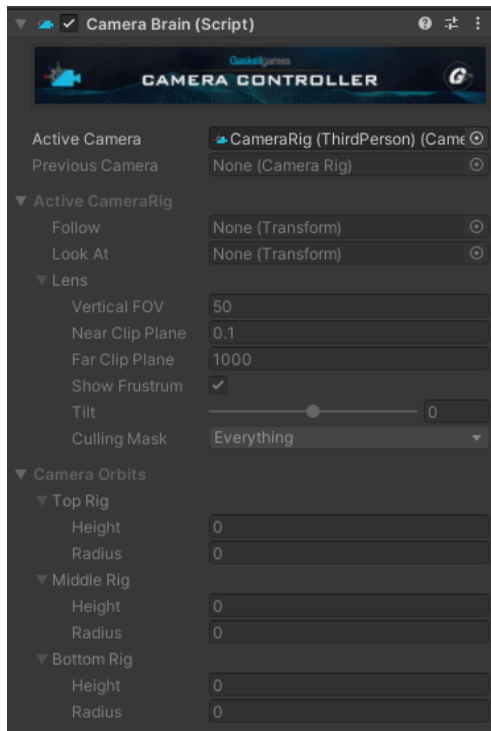 Camera Brain (Script)
Gaskellgames
CAMERA CONTROLLER
G
Active Camera CameraRig (ThirdPerson) (Came
Previous Camera None (Camera Rig)
Active CameraRig
Follow None (Transform)
Look At None (Transform)
Lens
Vertical FOV 50
Near Clip Plane 0.1
Far Clip Plane 1000
Show Frustrum
Tilt 0
Culling Mask Everything
Camera Orbits
Top Rig
Height 0
Radius 0
Middle Rig
Height 0
Radius 0
Bottom Rig
Height 0
Radius 0